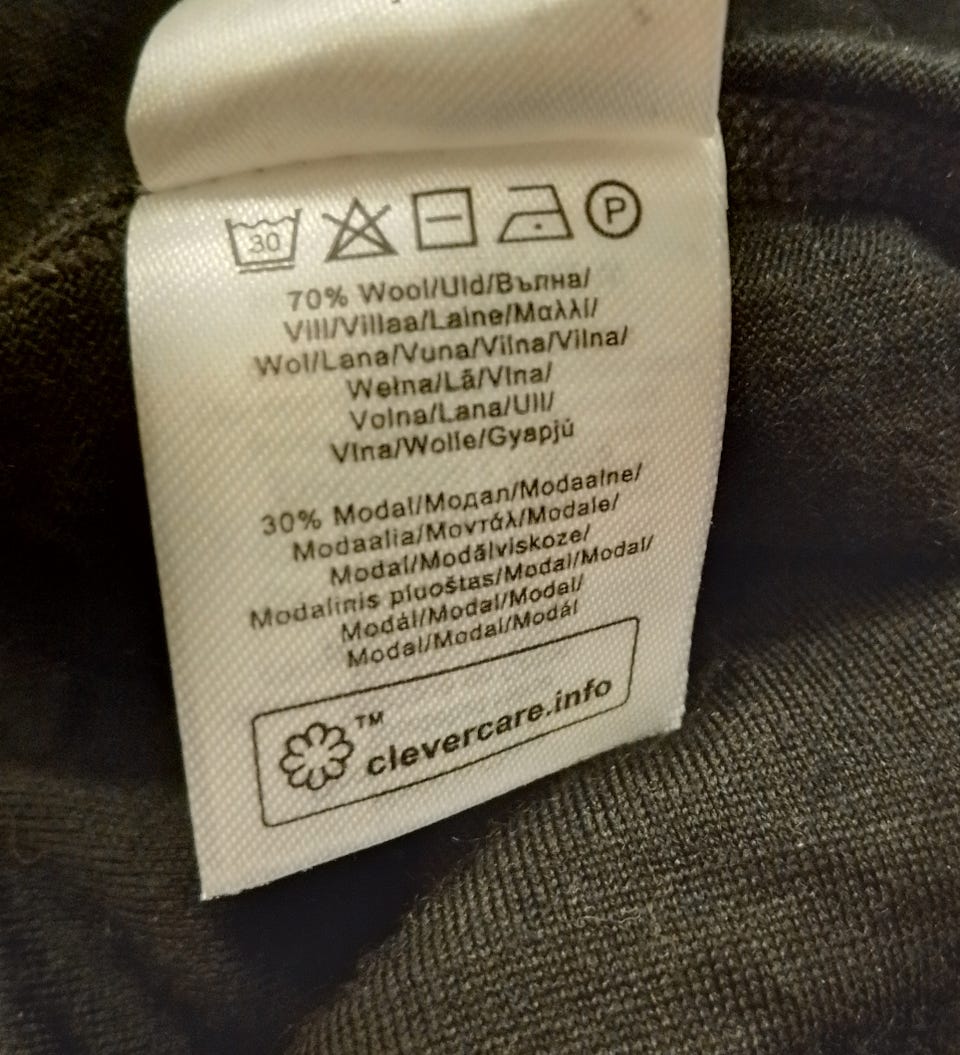 30
P
70% Wool/Uld/Вълна/
Vill/Villaa/Laine/Μαλλί/
Wol/Lana/Vuna/Vilna/Vilna/
Wełna/Lã/Vlna/
Volna/Lana/Ull/
Vlna/Wolle/Gyapjú
30% Modal/Модал/Modaalne/
Modaalia/Μοντάλ/Modale/
Modal/Modālviskoze/
Modalinis pluoštas/Modal/Modal/
Modál/Modal/Modal/
Modal/Modal/Modál
TM
clevercare.info